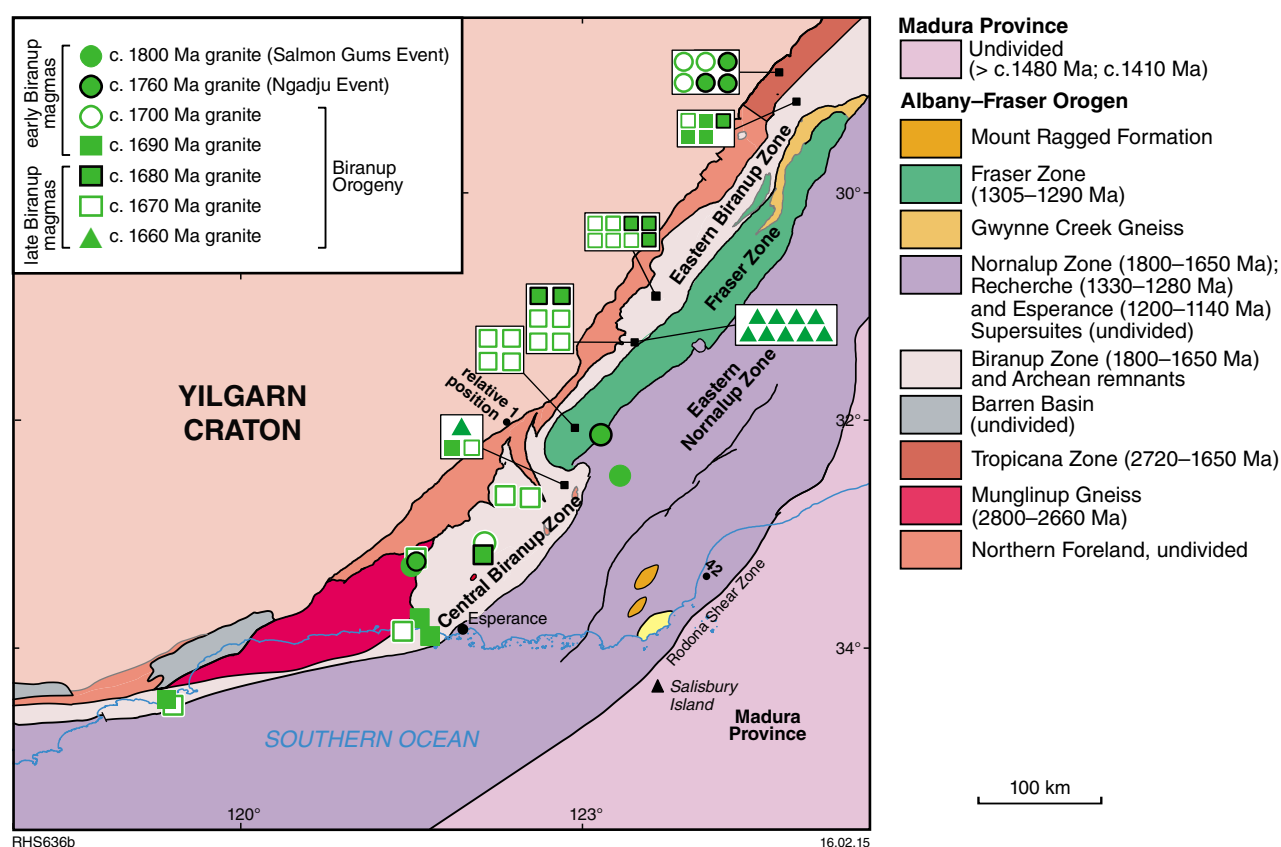 early Biranup
magmas
late Biranup
magmas
c. 1800 Ma granite (Salmon Gums Event)
c. 1760 Ma granite (Ngadju Event)
c. 1700 Ma granite
c. 1690 Ma granite
c. 1680 Ma granite
c. 1670 Ma granite
c. 1660 Ma granite
Biranup
Orogeny
YILGARN
CRATON
relative 1
position
Eastern Biranup Zone
Fraser Zone
Eastern
Nornalup Zone
Central Biranup Zone
Esperance
42
Rodona Shear Zone
Salisbury
Island
Madura
Province
SOUTHERN OCEAN
30°
32°
34°
120°
123°
RHS636b
16.02.15
Madura Province
Undivided
(> c.1480 Ma; c.1410 Ma)
Albany–Fraser Orogen
Mount Ragged Formation
Fraser Zone
(1305–1290 Ma)
Gwynne Creek Gneiss
Nornalup Zone (1800–1650 Ma);
Recherche (1330–1280 Ma)
and Esperance (1200–1140 Ma)
Supersuites (undivided)
Biranup Zone (1800–1650 Ma)
and Archean remnants
Barren Basin
(undivided)
Tropicana Zone (2720–1650 Ma)
Munglinup Gneiss
(2800–2660 Ma)
Northern Foreland, undivided
100 km